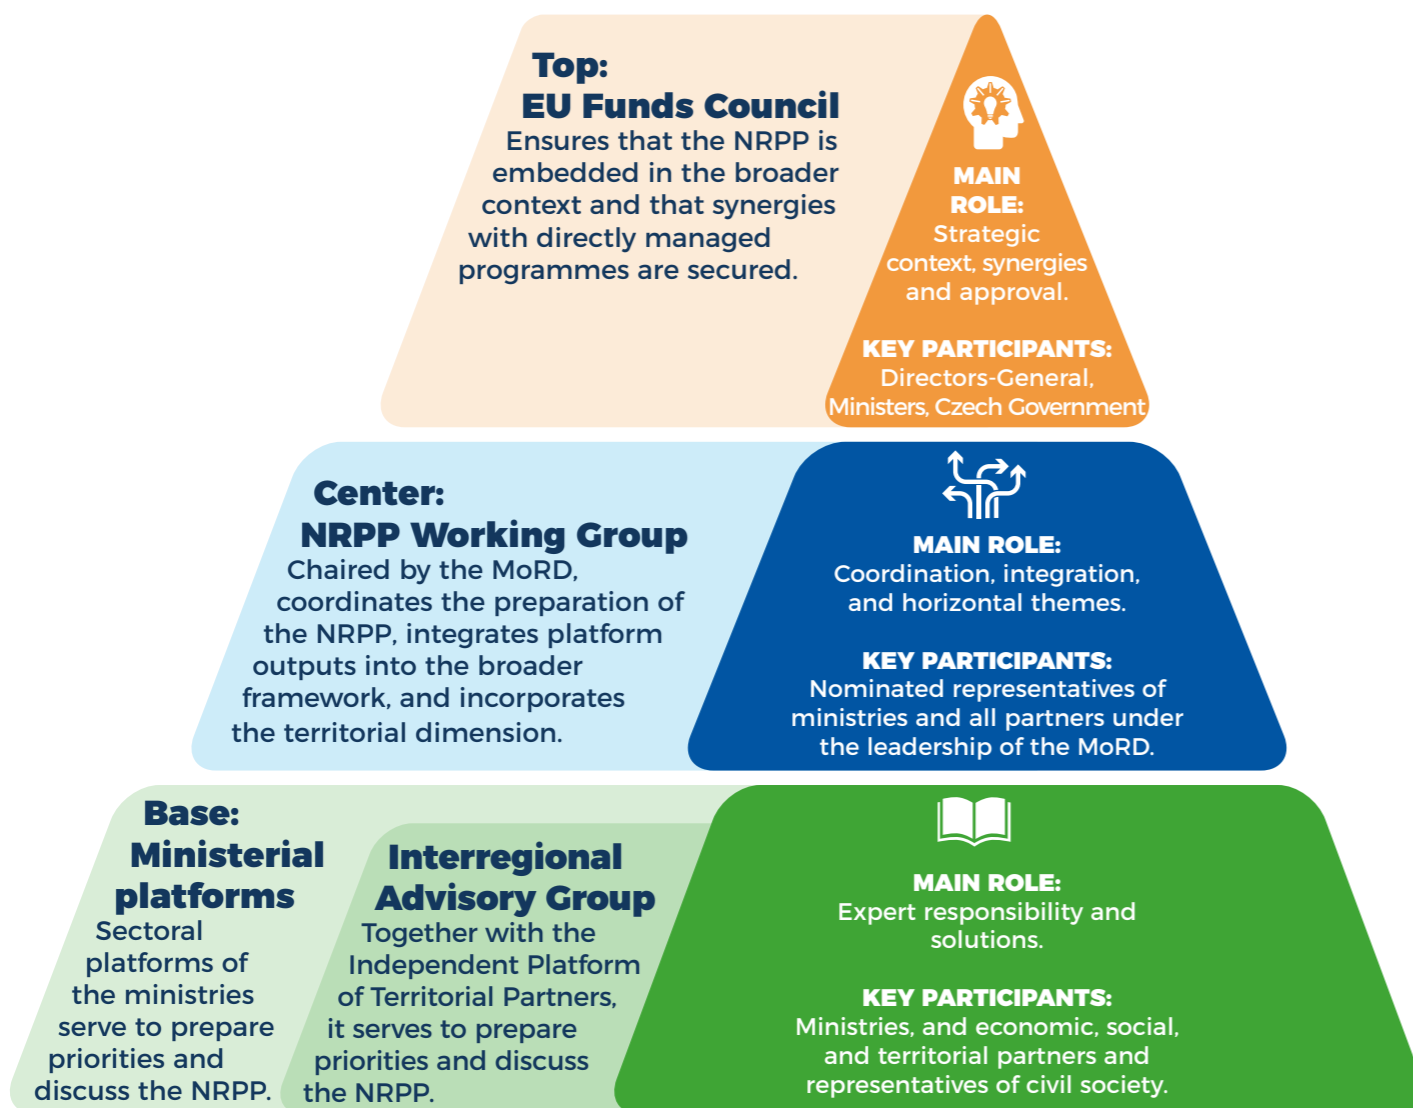 Top:
EU Funds Council
Ensures that the NRPP is
embedded in the broader
context and that synergies
with directly managed
programmes are secured.
MAIN
ROLE:
Strategic
context, synergies
and approval.
KEY PARTICIPANTS:
Directors-General,
Ministers, Czech Government
Center:
NRPP Working Group
Chaired by the MoRD,
coordinates the preparation of
the NRPP, integrates platform
outputs into the broader
framework, and incorporates
the territorial dimension.
MAIN ROLE:
Coordination, integration,
and horizontal themes.
KEY PARTICIPANTS:
Nominated representatives of
ministries and all partners under
the leadership of the MoRD.
Base:
Ministerial
platforms
Sectoral
platforms of
the ministries
serve to prepare
priorities and
discuss the NRPP.
Interregional
Advisory Group
Together with the
Independent Platform
of Territorial Partners,
it serves to prepare
priorities and discuss
the NRPP.
MAIN ROLE:
Expert responsibility and
solutions.
KEY PARTICIPANTS:
Ministries, and economic, social,
and territorial partners and
representatives of civil society.